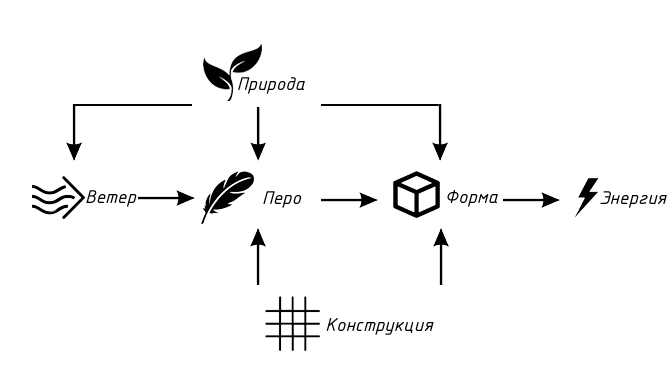 Природа
Ветер
Перо
Форма
Энергия
Конструкция